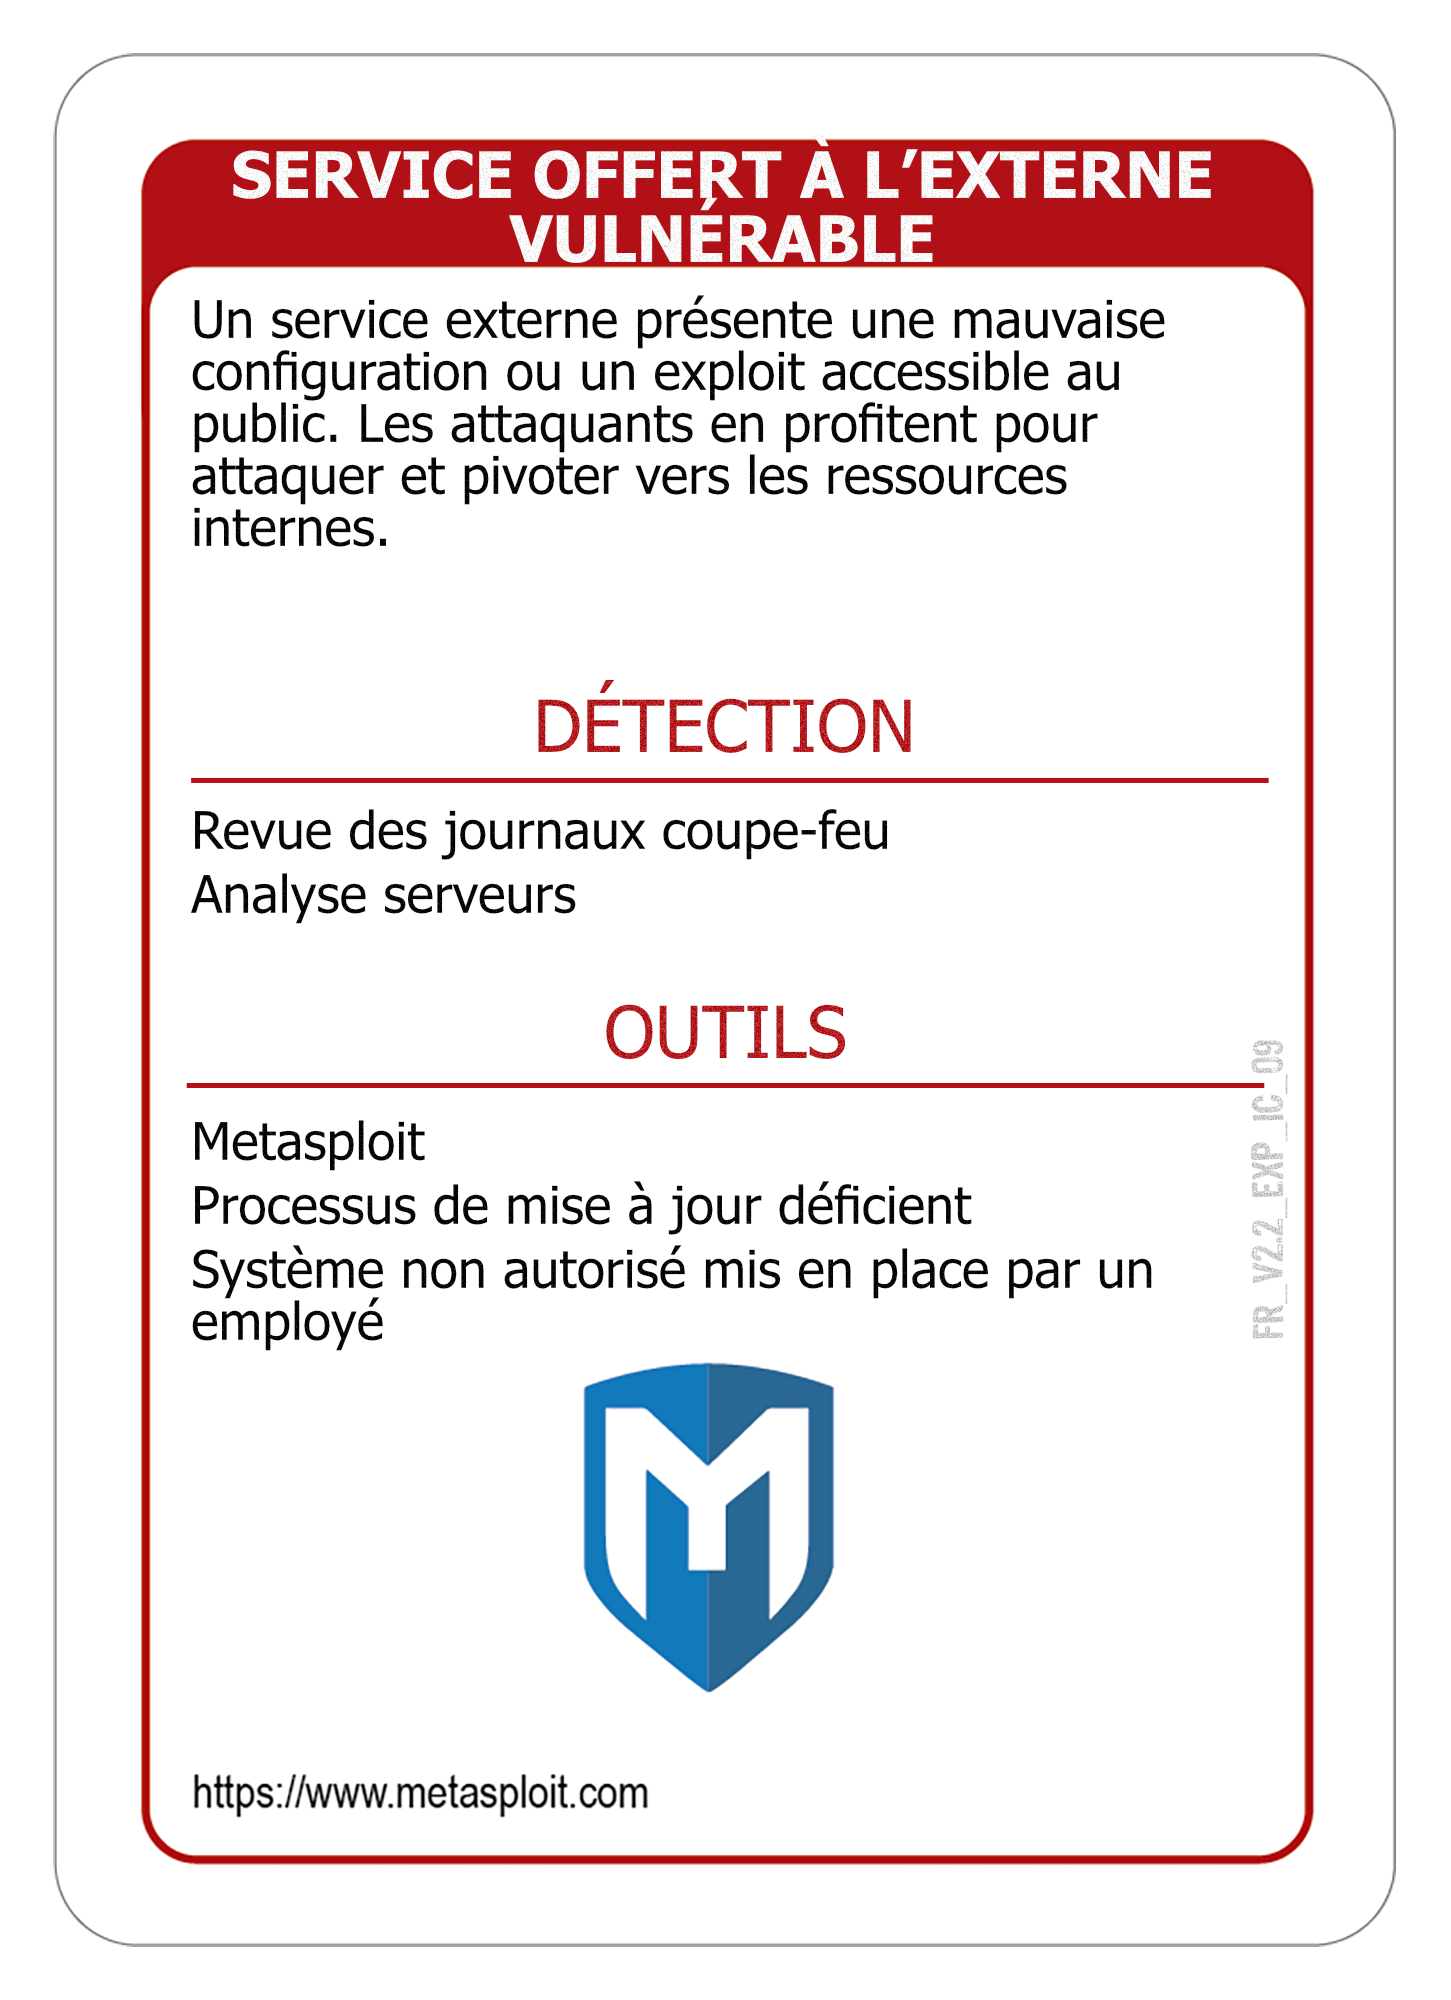 SERVICE OFFERT À L’EXTERNE
VULNÉRABLE
Un service externe présente une mauvaise
configuration ou un exploit accessible au
public. Les attaquants en profitent pour
attaquer et pivoter vers les ressources
internes.
DÉTECTION
Revue des journaux coupe-feu
Analyse serveurs
OUTILS
Metasploit
Processus de mise à jour déficient
Système non autorisé mis en place par un
employé
FR_V2.2_EXP_IC_09
M
https://www.metasploit.com